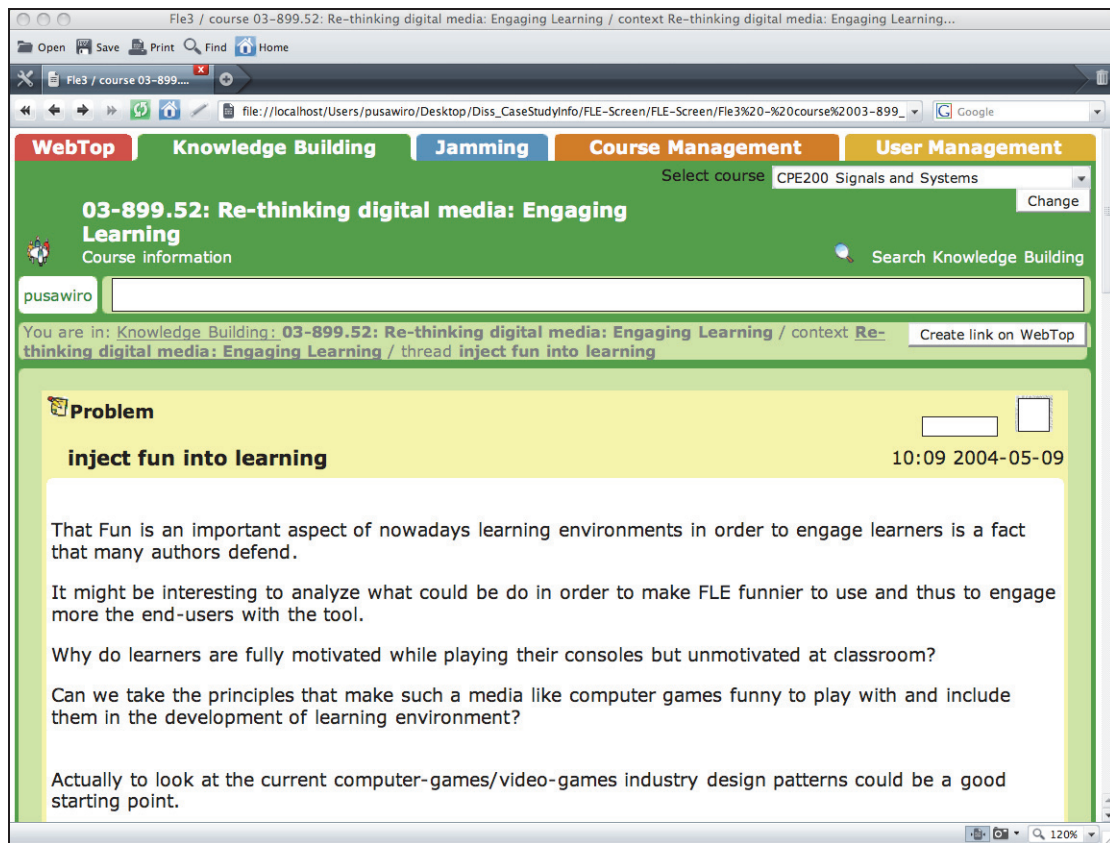 Fle3 / course 03-899.52: Re-thinking digital media: Engaging Learning / context Re-thinking digital media: Engaging Learning...
Open Save Print Find Home
Fle3 / course 03-899....
file://localhost/Users/pusawiro/Desktop/Diss_CaseStudyInfo/FLE-Screen/FLE-Screen/Fle3%20-%20course%2003-899_ Google
WebTop Knowledge Building Jamming Course Management User Management
Select course CPE200 Signals and Systems
Change
03-899.52: Re-thinking digital media: Engaging
Learning
Course information Search Knowledge Building
pusawiro
You are in: Knowledge Building: 03-899.52: Re-thinking digital media: Engaging Learning / context Re-
thinking digital media: Engaging Learning / thread inject fun into learning
Create link on WebTop
Problem
inject fun into learning 10:09 2004-05-09
That Fun is an important aspect of nowadays learning environments in order to engage learners is a fact
that many authors defend.
It might be interesting to analyze what could be do in order to make FLE funnier to use and thus to engage
more the end-users with the tool.
Why do learners are fully motivated while playing their consoles but unmotivated at classroom?
Can we take the principles that make such a media like computer games funny to play with and include
them in the development of learning environment?
Actually to look at the current computer-games/video-games industry design patterns could be a good
starting point.
120%